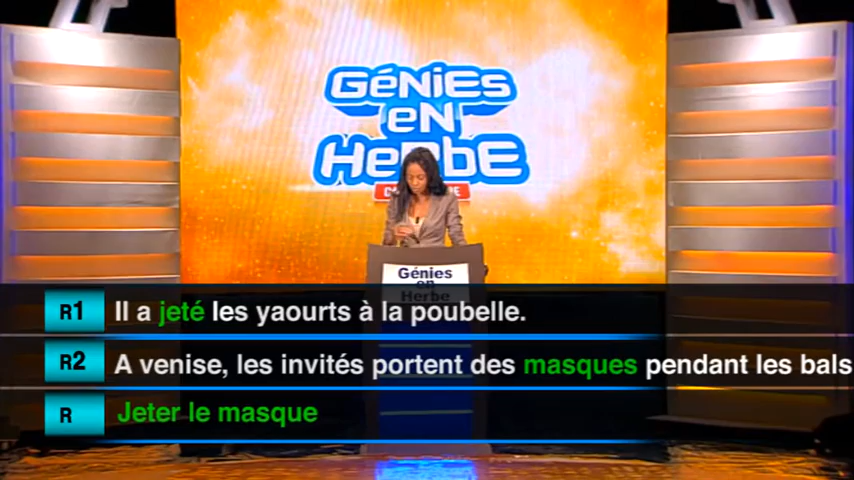 GéNiEs
eN
HerbE
Génies
en
Herbe
R1 Il a jeté les yaourts à la poubelle.
R2 A venise, les invités portent des masques pendant les bals
R Jeter le masque